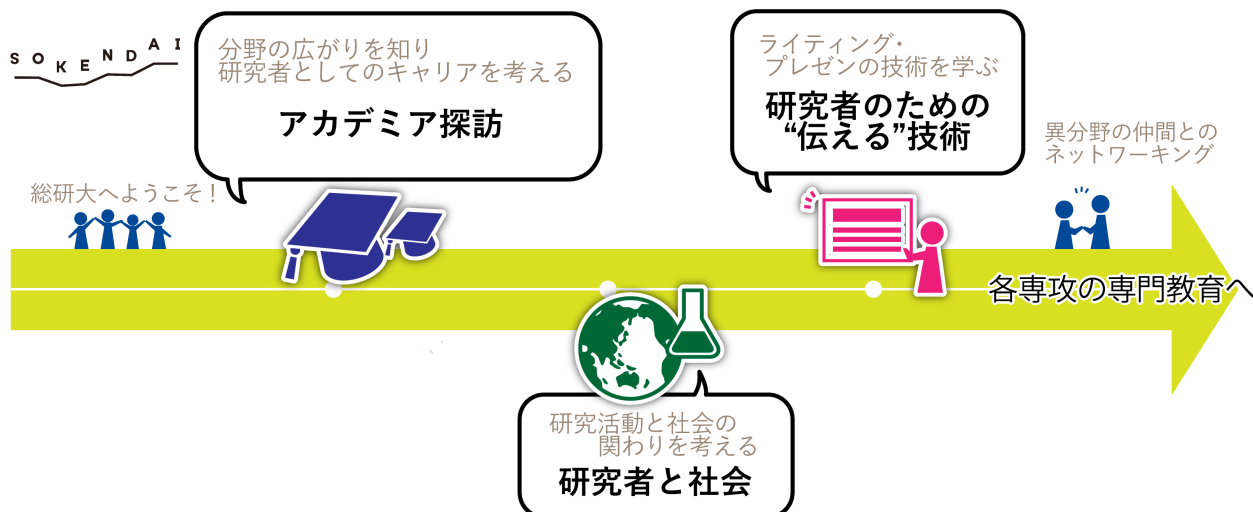 SOKENDAI
分野の広がりを知り
研究者としてのキャリアを考える
アカデミア探訪
ライティング・
プレゼンの技術を学ぶ
研究者のための
“伝える”技術
異分野の仲間との
ネットワーキング
総研大へようこそ！
各専攻の専門教育へ
研究活動と社会の
関わりを考える
研究者と社会